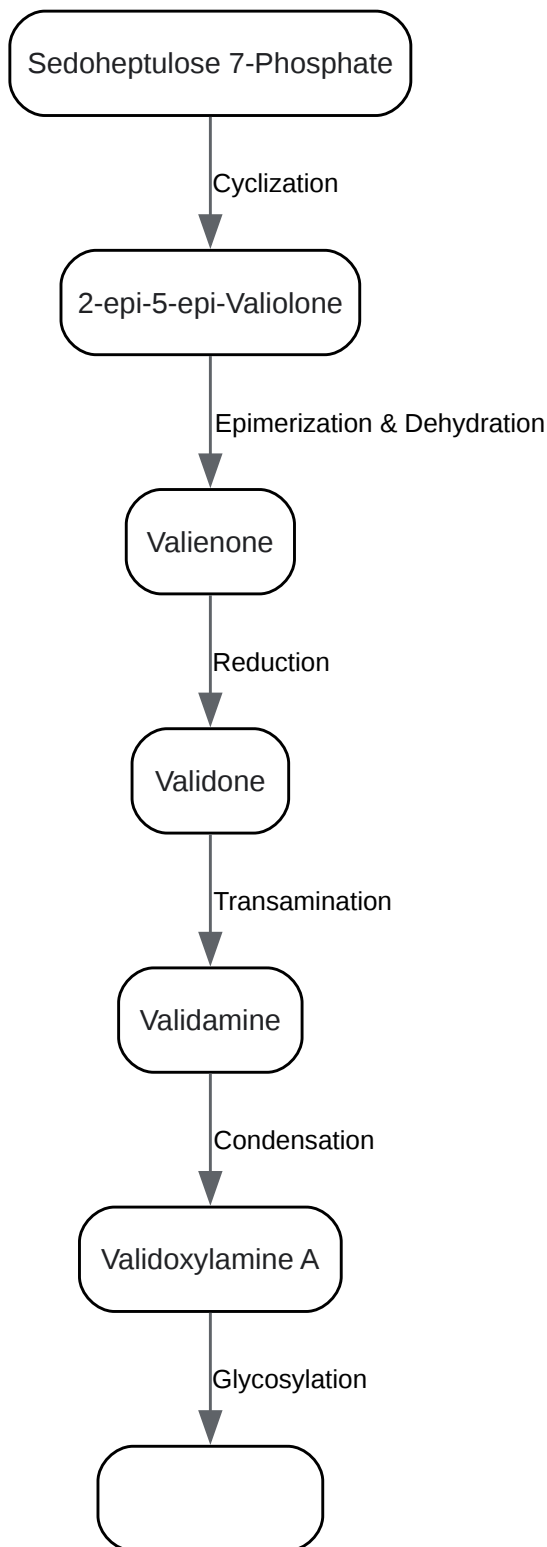 Sedoheptulose 7-Phosphate
Cyclization
2-epi-5-epi-Valiolone
Epimerization & Dehydration
Valienone
Reduction
Validone
Transamination
Validamine
Condensation
Validoxylamine A
Glycosylation